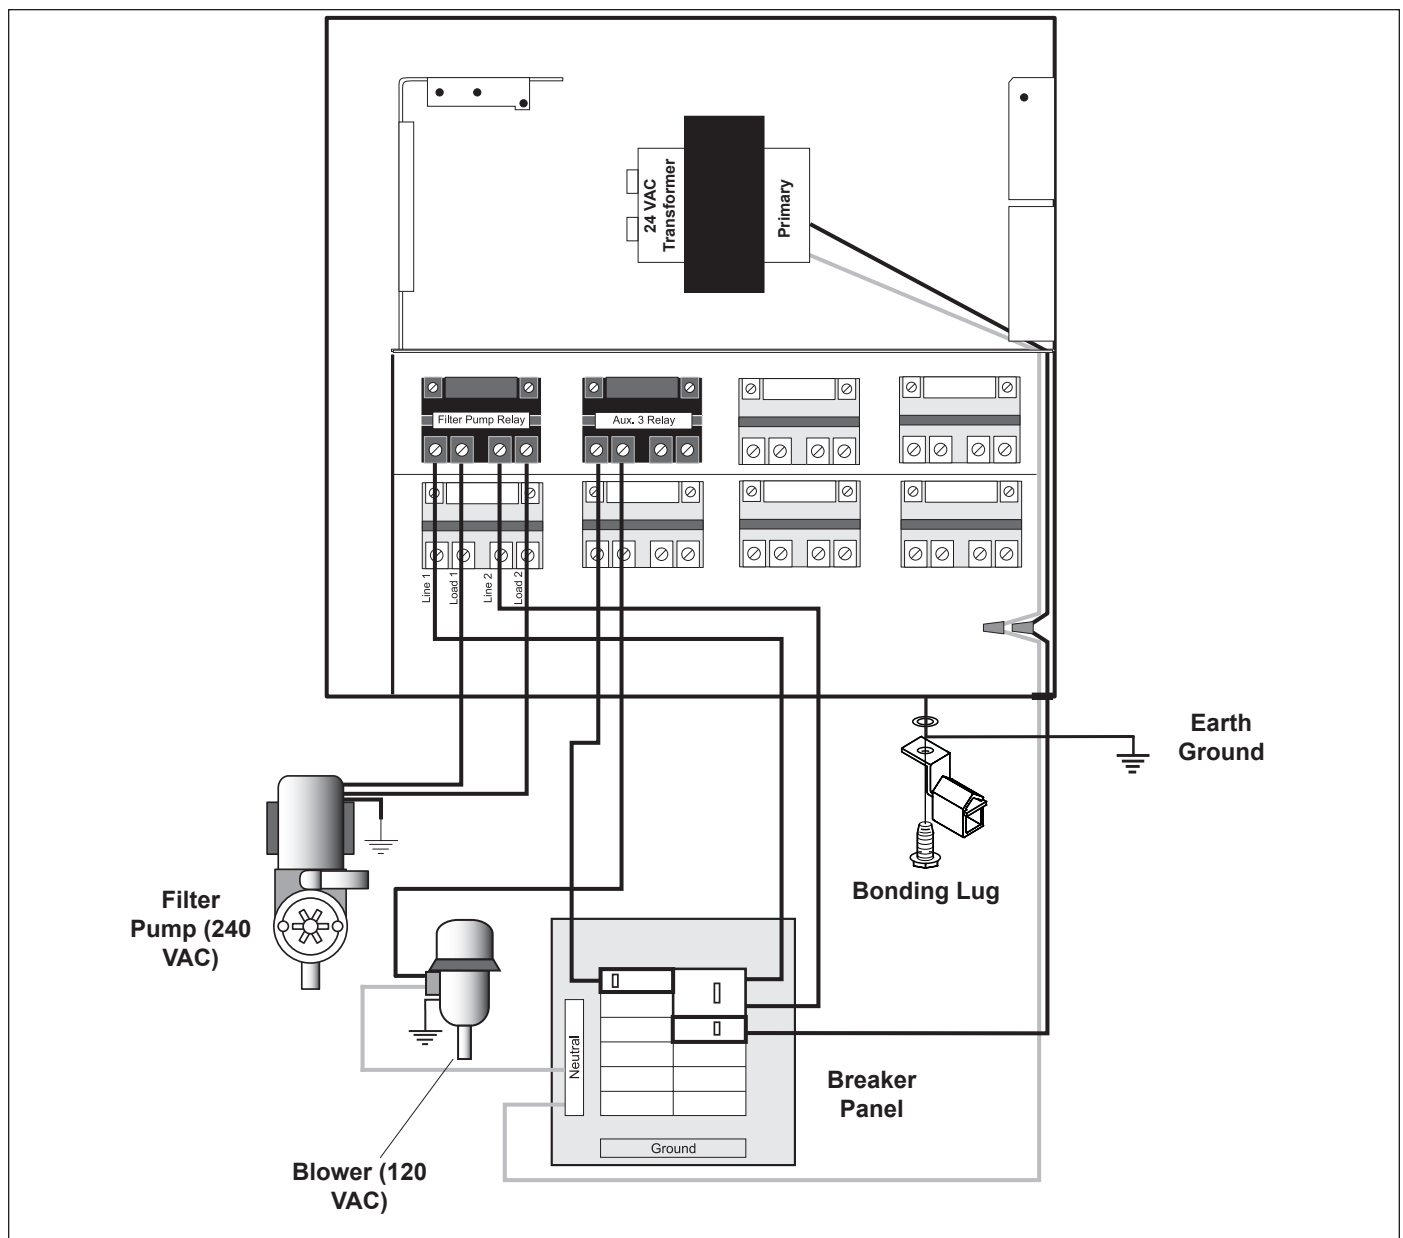 24 VAC
Transformer
Primary
Filter Pump Relay
Aux. 3 Relay
Line 1
Load 1
Line 2
Load 2
Earth
Ground
Bonding Lug
Filter
Pump (240
VAC)
Neutral
Breaker
Panel
Ground
Blower (120
VAC)